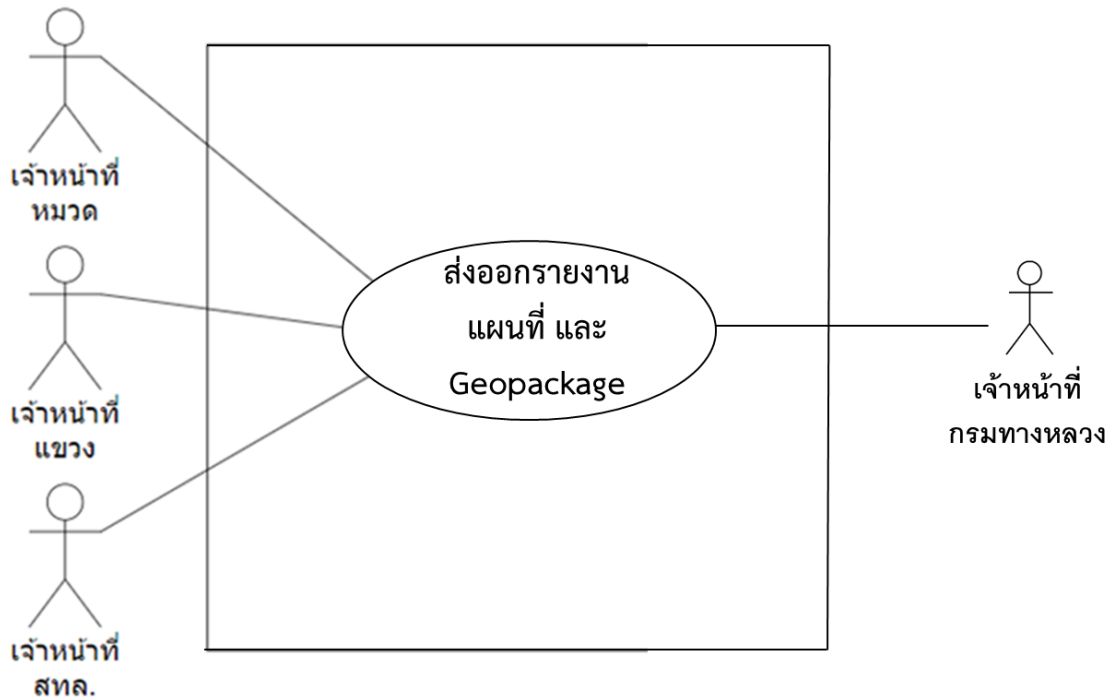 เจ้าหน้าที่
หมวด
เจ้าหน้าที่
แขวง
เจ้าหน้าที่
สทล.
ส่งออกรายงาน
แผนที่ และ
Geopackage
เจ้าหน้าที่
กรมทางหลวง